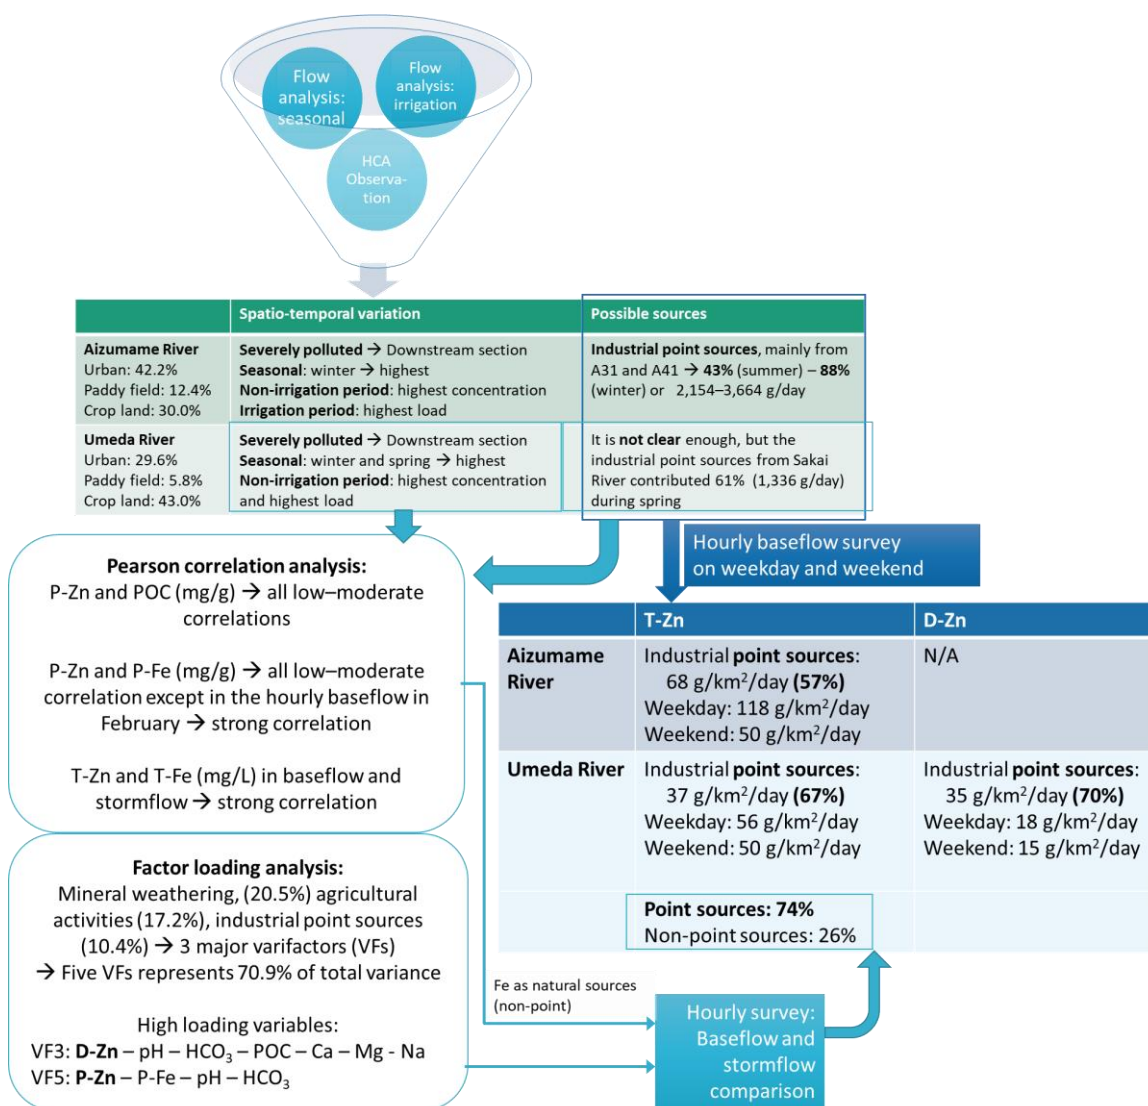 Flow
analysis:
seasonal
Flow
analysis:
irrigation
HCA
Observa-
tion
Spatio-temporal variation
Possible sources
Aizumame River
Urban: 42.2%
Paddy field: 12.4%
Crop land: 30.0%
Severely polluted → Downstream section
Seasonal: winter → highest
Non-irrigation period: highest concentration
Irrigation period: highest load
Industrial point sources, mainly from
A31 and A41 → 43% (summer) – 88%
(winter) or 2,154–3,664 g/day
Umeda River
Urban: 29.6%
Paddy field: 5.8%
Crop land: 43.0%
Severely polluted → Downstream section
Seasonal: winter and spring → highest
Non-irrigation period: highest concentration
and highest load
It is not clear enough, but the
industrial point sources from Sakai
River contributed 61% (1,336 g/day)
during spring
Hourly baseflow survey
on weekday and weekend
Pearson correlation analysis:
P-Zn and POC (mg/g) → all low–moderate
correlations
P-Zn and P-Fe (mg/g) → all low–moderate
correlation except in the hourly baseflow in
February → strong correlation
T-Zn and T-Fe (mg/L) in baseflow and
stormflow → strong correlation
T-Zn
D-Zn
Aizumame
River
Industrial point sources:
68 g/km²/day (57%)
Weekday: 118 g/km²/day
Weekend: 50 g/km²/day
N/A
Umeda River
Industrial point sources:
37 g/km²/day (67%)
Weekday: 56 g/km²/day
Weekend: 50 g/km²/day
Industrial point sources:
35 g/km²/day (70%)
Weekday: 18 g/km²/day
Weekend: 15 g/km²/day
Point sources: 74%
Non-point sources: 26%
Factor loading analysis:
Mineral weathering, (20.5%) agricultural
activities (17.2%), industrial point sources
(10.4%) → 3 major varifactors (VFs)
→ Five VFs represents 70.9% of total variance
High loading variables:
VF3: D-Zn – pH – HCO₃ – POC – Ca – Mg - Na
VF5: P-Zn – P-Fe – pH – HCO₃
Fe as natural sources
(non-point)
Hourly survey:
Baseflow and
stormflow
comparison